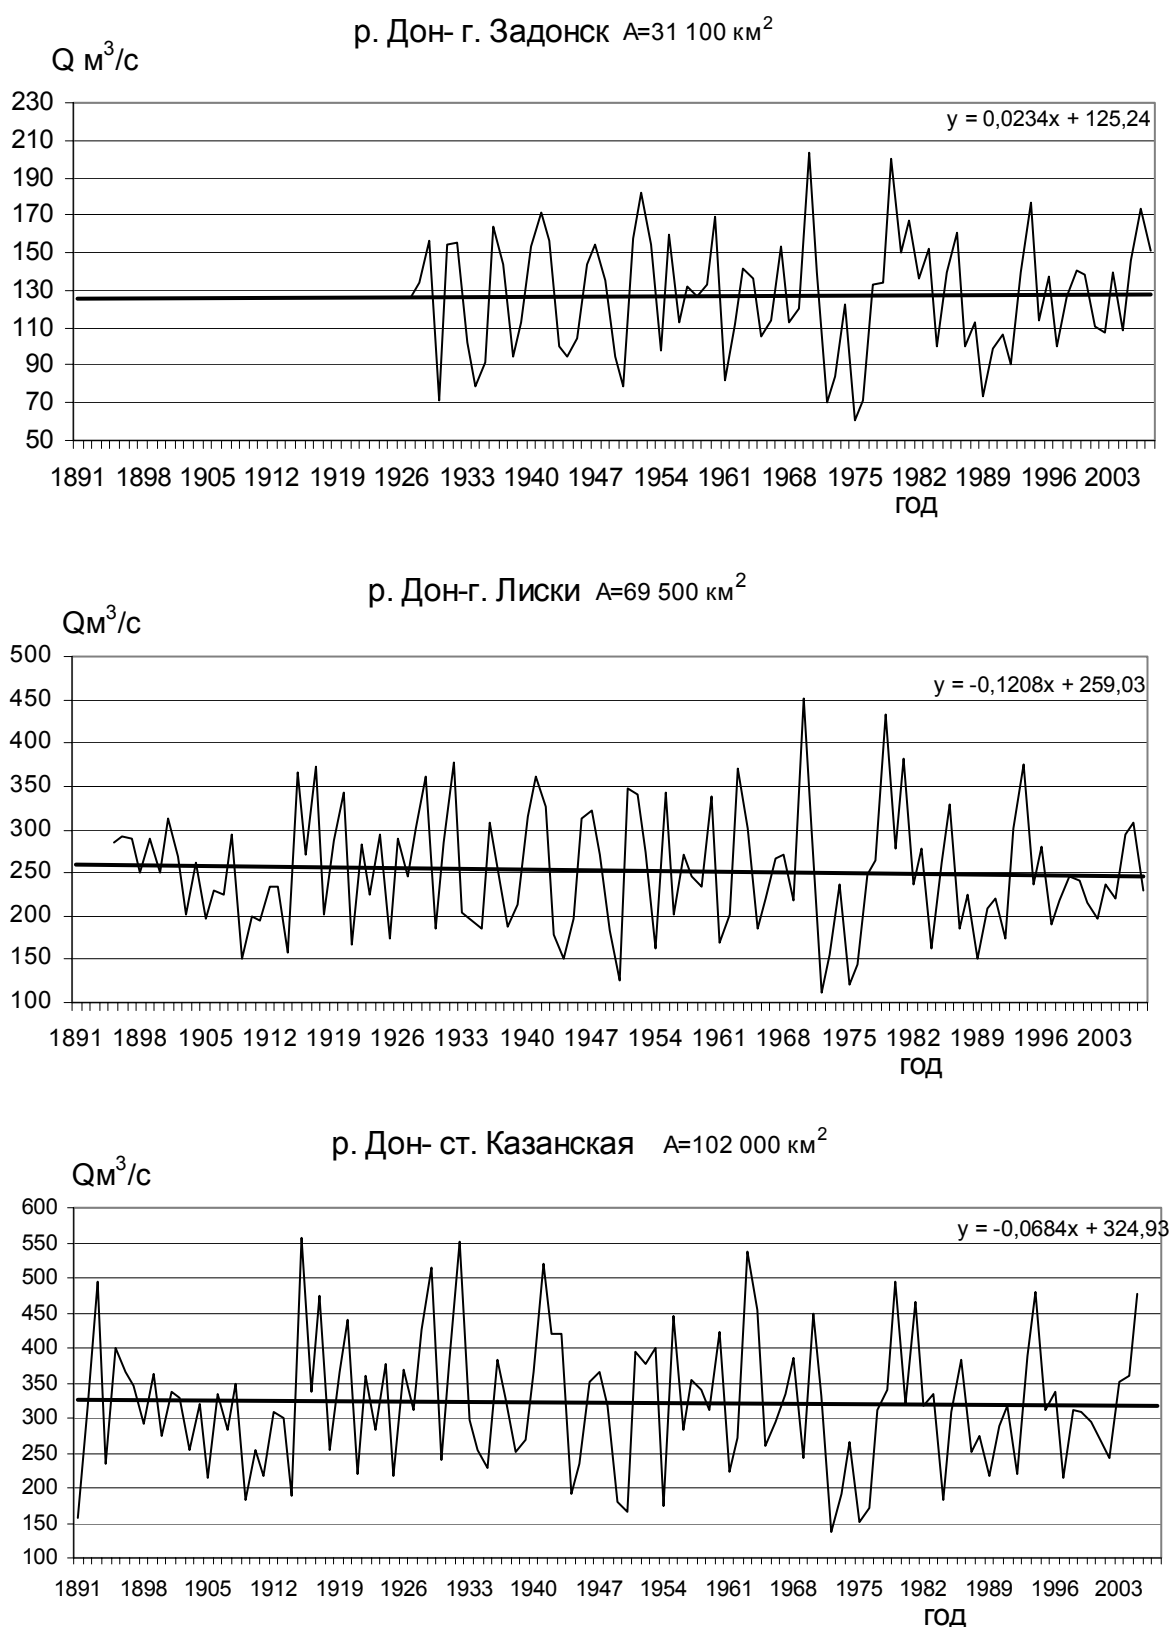 р. Дон- г. Задонск А=31 100 км²
Q м³/с
y = 0,0234x + 125,24
230
210
190
170
150
130
110
90
70
50
1891 1898 1905 1912 1919 1926 1933 1940 1947 1954 1961 1968 1975 1982 1989 1996 2003
год
р. Дон-г. Лиски А=69 500 км²
Qм³/с
y = -0,1208x + 259,03
500
450
400
350
300
250
200
150
100
1891 1898 1905 1912 1919 1926 1933 1940 1947 1954 1961 1968 1975 1982 1989 1996 2003
год
р. Дон- ст. Казанская А=102 000 км²
Qм³/с
y = -0,0684x + 324,93
600
550
500
450
400
350
300
250
200
150
100
1891 1898 1905 1912 1919 1926 1933 1940 1947 1954 1961 1968 1975 1982 1989 1996 2003
год